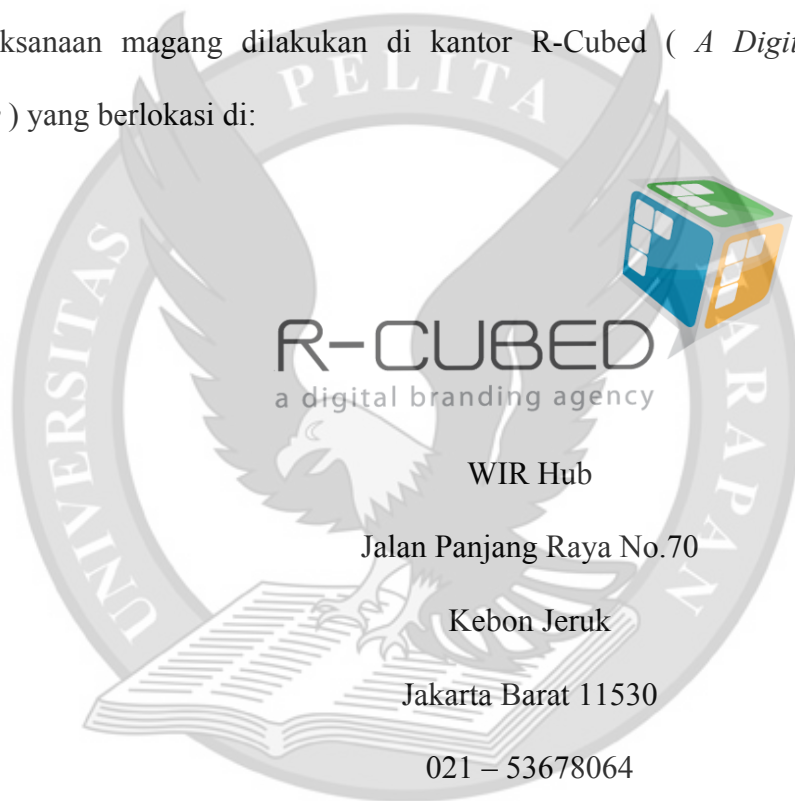 ksanaan magang dilakukan di kantor R-Cubed ( A Digit
) yang berlokasi di:
UNIVERSITAS PELITA ARAPAN
R-CUBED
a digital branding agency
WIR Hub
Jalan Panjang Raya No.70
Kebon Jeruk
Jakarta Barat 11530
021 – 53678064